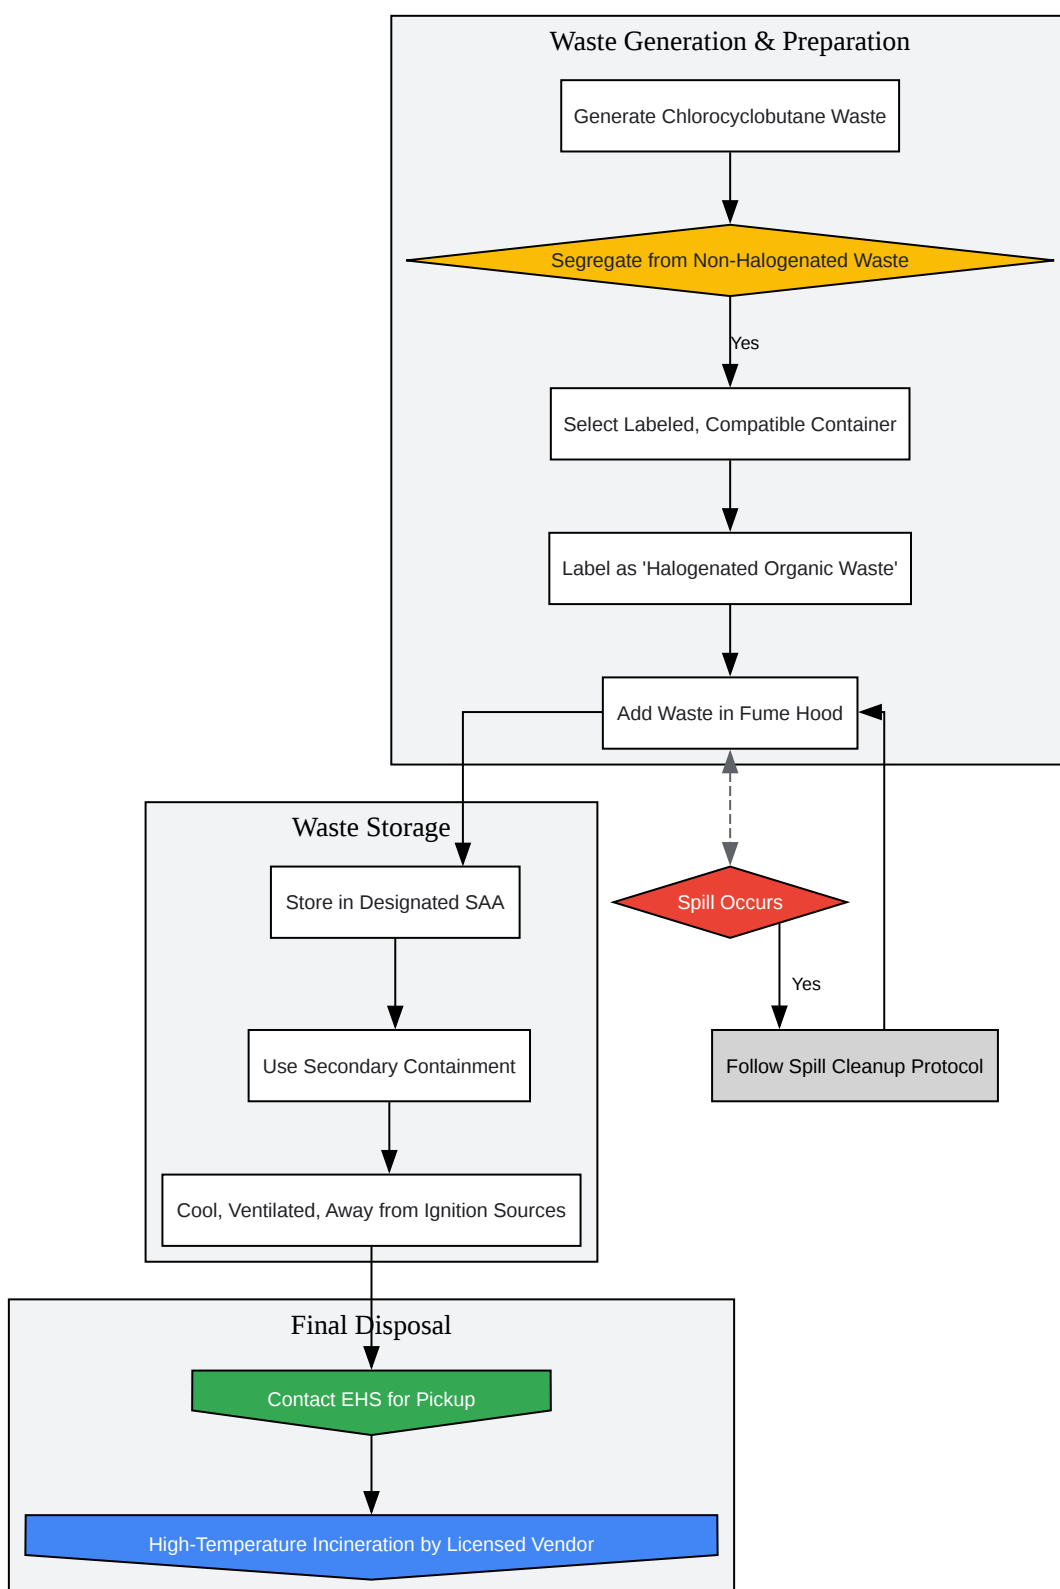 Waste Generation & Preparation
Generate Chlorocyclobutane Waste
Segregate from Non-Halogenated Waste
Yes
Select Labeled, Compatible Container
Label as 'Halogenated Organic Waste'
Add Waste in Fume Hood
Waste Storage
Store in Designated SAA
Spill Occurs
Yes
Use Secondary Containment
Follow Spill Cleanup Protocol
Cool, Ventilated, Away from Ignition Sources
Final Disposal
Contact EHS for Pickup
High-Temperature Incineration by Licensed Vendor